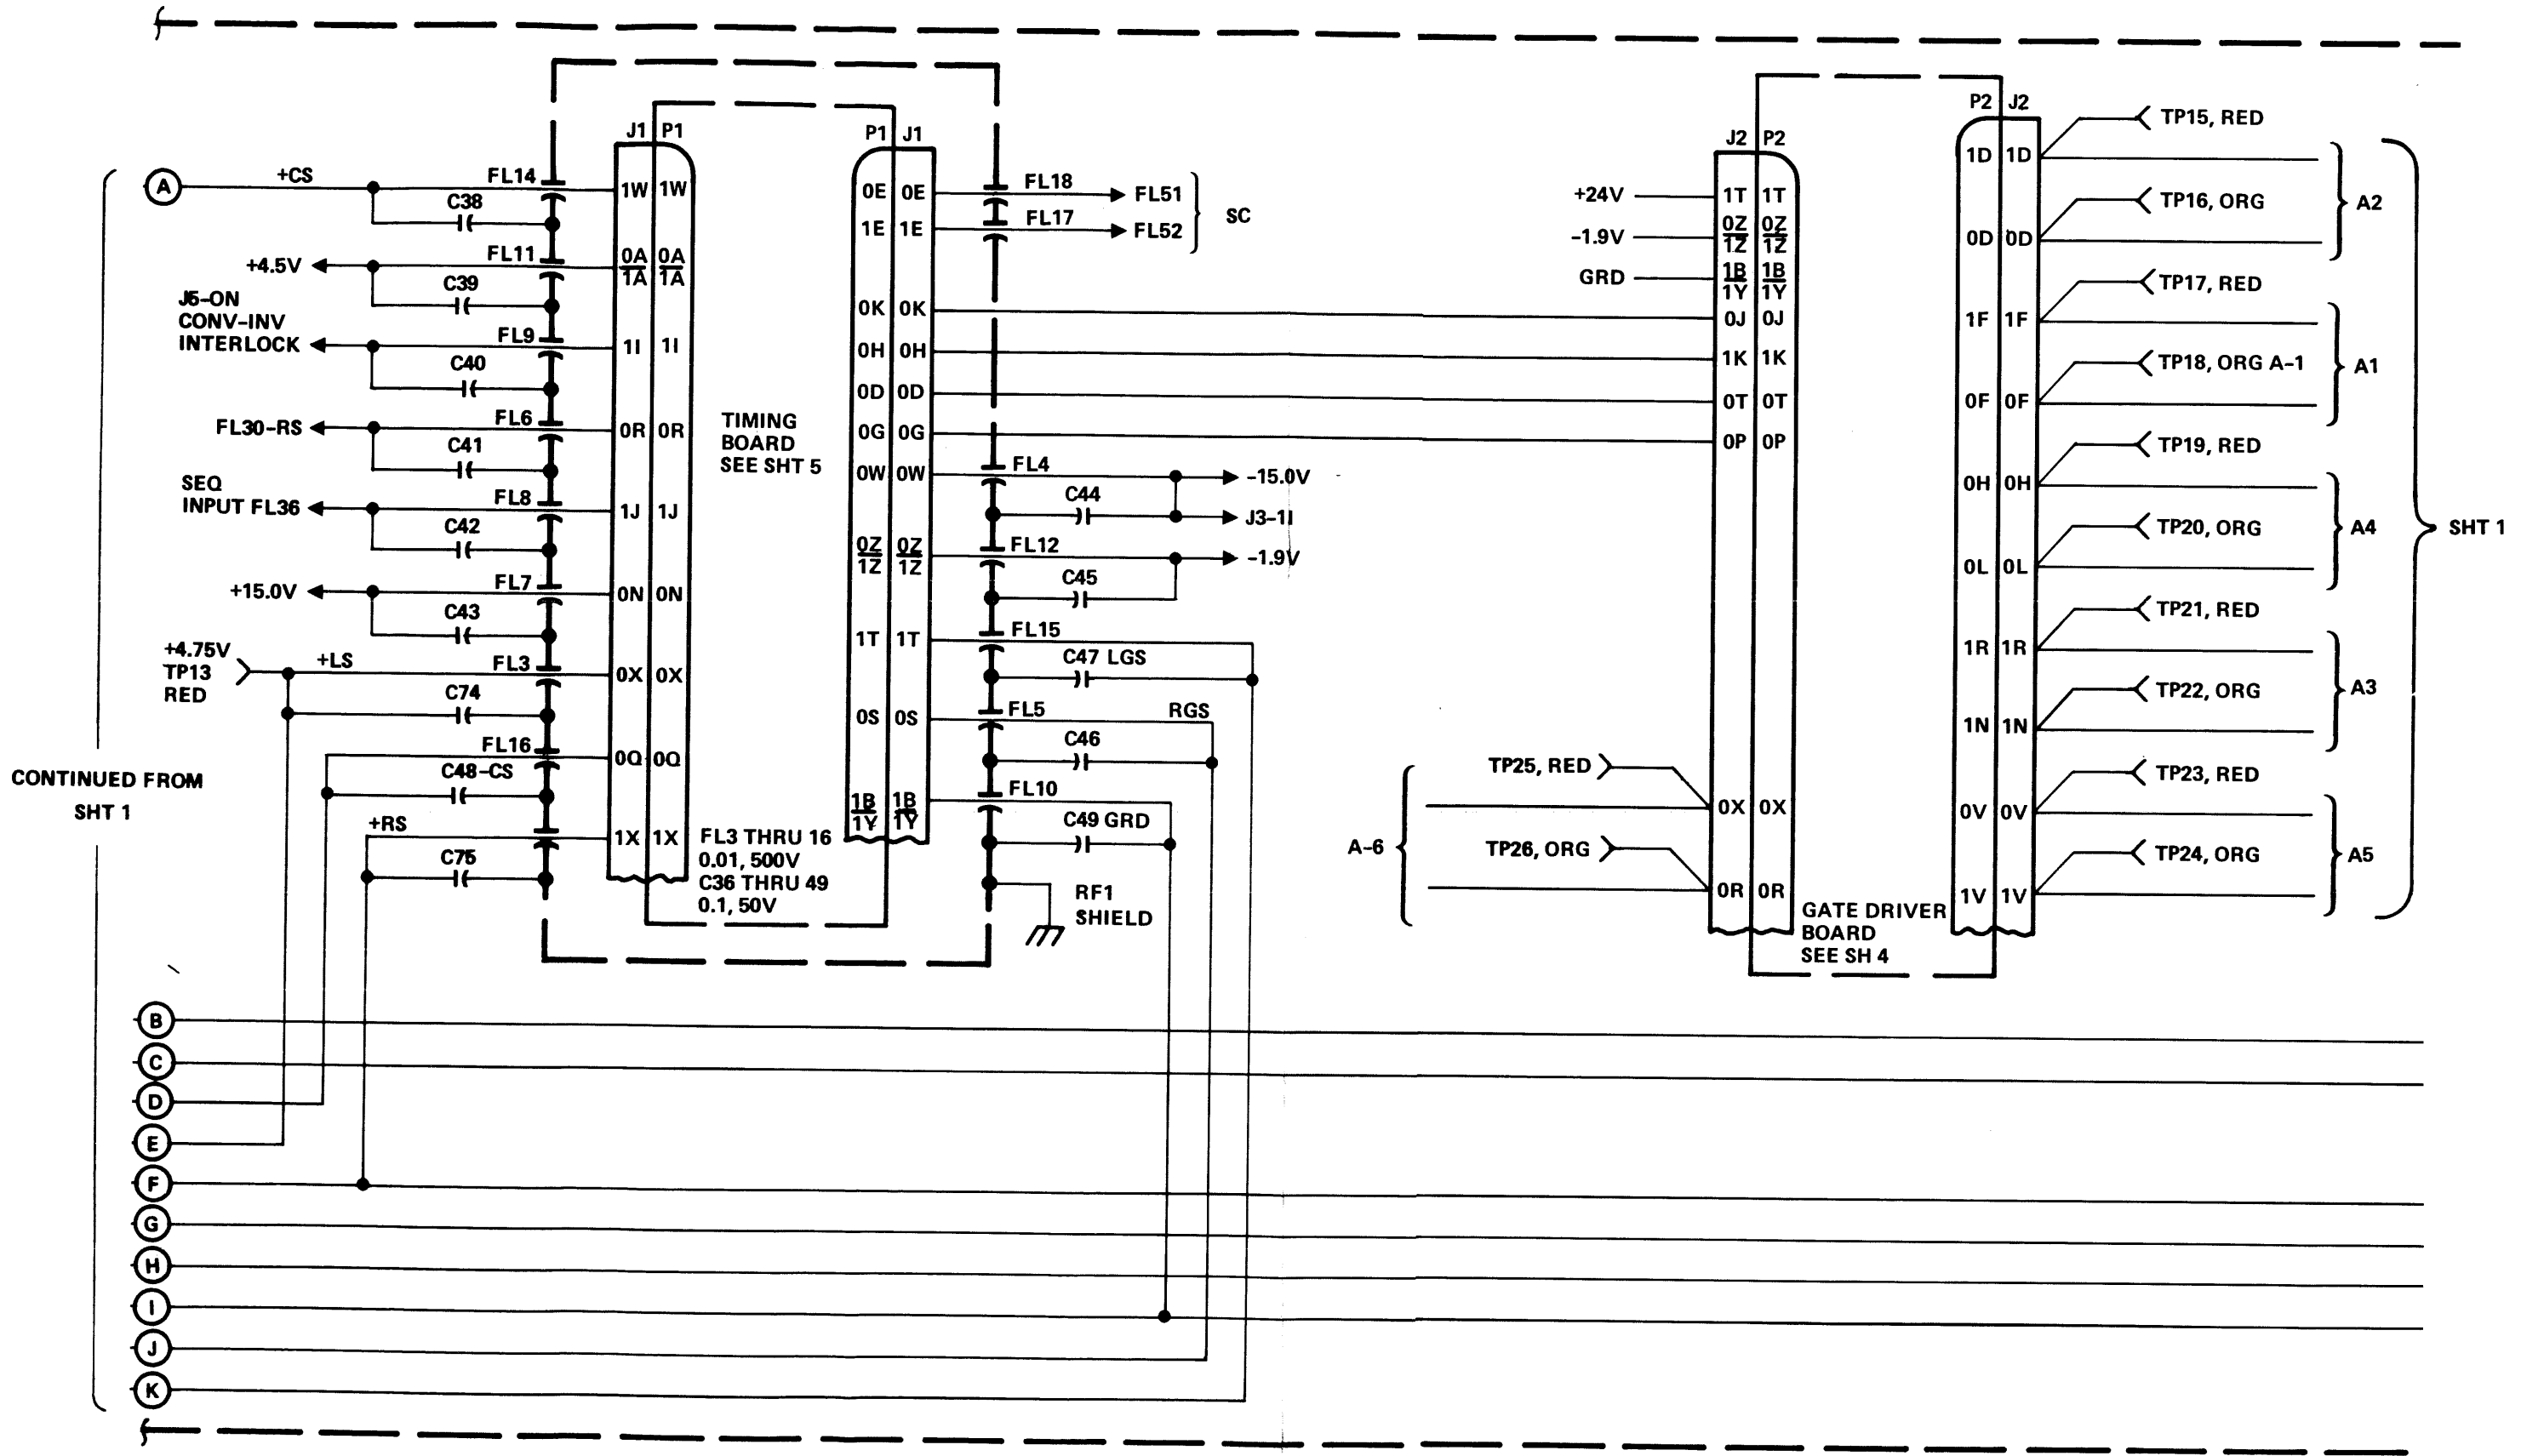 CONTINUED FROM
SHT 1
A
+CS
FL14
C38
+4.5V
FL11
C39
J5-ON
CONV-INV
INTERLOCK
FL9
C40
FL30-RS
FL6
C41
SEQ
INPUT FL36
FL8
C42
+15.0V
FL7
C43
+4.75V
TP13
RED
+LS
FL3
C74
FL16
C48-CS
+RS
C75
J1 P1
1W 1W
0A 0A
1A 1A
1I 1I
0R 0R
1J 1J
0N 0N
0X 0X
0Q 0Q
1X 1X
TIMING
BOARD
SEE SHT 5
FL3 THRU 16
0.01, 500V
C36 THRU 49
0.1, 50V
P1 J1
0E 0E
1E 1E
0K 0K
0H 0H
0D 0D
0G 0G
0W 0W
0Z 0Z
1Z 1Z
1T 1T
0S 0S
1B 1B
1Y 1Y
FL18
FL51
FL17
FL52
SC
FL4
-15.0V
C44
J3-1I
FL12
-1.9V
C45
FL15
C47 LGS
FL5
RGS
C46
FL10
C49 GRD
RF1
SHIELD
J2 P2
+24V
1T 1T
-1.9V
0Z 0Z
1Z 1Z
GRD
1B 1B
1Y 1Y
0J 0J
1K 1K
0T 0T
0P 0P
A-6
TP25, RED
0X 0X
TP26, ORG
0R 0R
GATE DRIVER
BOARD
SEE SH 4
P2 J2
1D 1D
0D 0D
1F 1F
0F 0F
0H 0H
0L 0L
1R 1R
1N 1N
0V 0V
1V 1V
TP15, RED
TP16, ORG
A2
TP17, RED
TP18, ORG A-1
A1
TP19, RED
TP20, ORG
A4
TP21, RED
TP22, ORG
A3
TP23, RED
TP24, ORG
A5
SHT 1
B
C
D
E
F
G
H
I
J
K